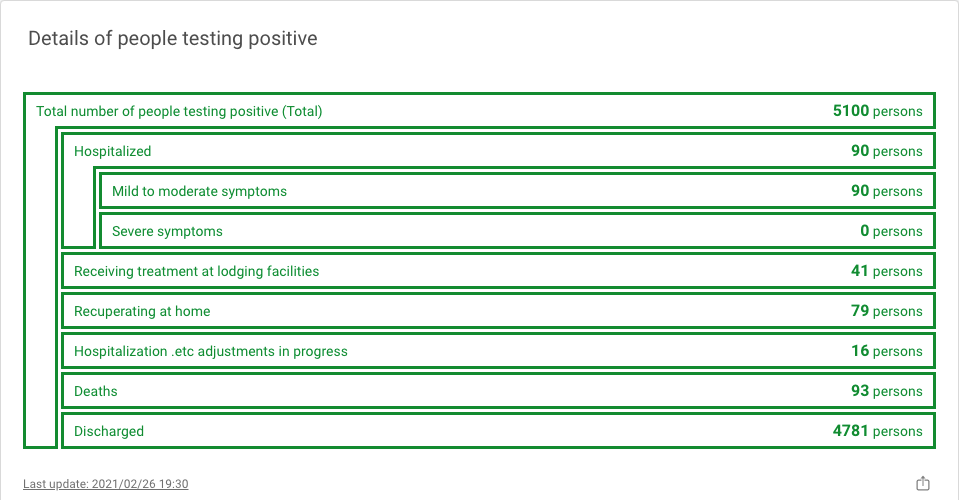 Details of people testing positive
Total number of people testing positive (Total) 5100 persons
Hospitalized 90 persons
Mild to moderate symptoms 90 persons
Severe symptoms 0 persons
Receiving treatment at lodging facilities 41 persons
Recuperating at home 79 persons
Hospitalization .etc adjustments in progress 16 persons
Deaths 93 persons
Discharged 4781 persons
Last update: 2021/02/26 19:30